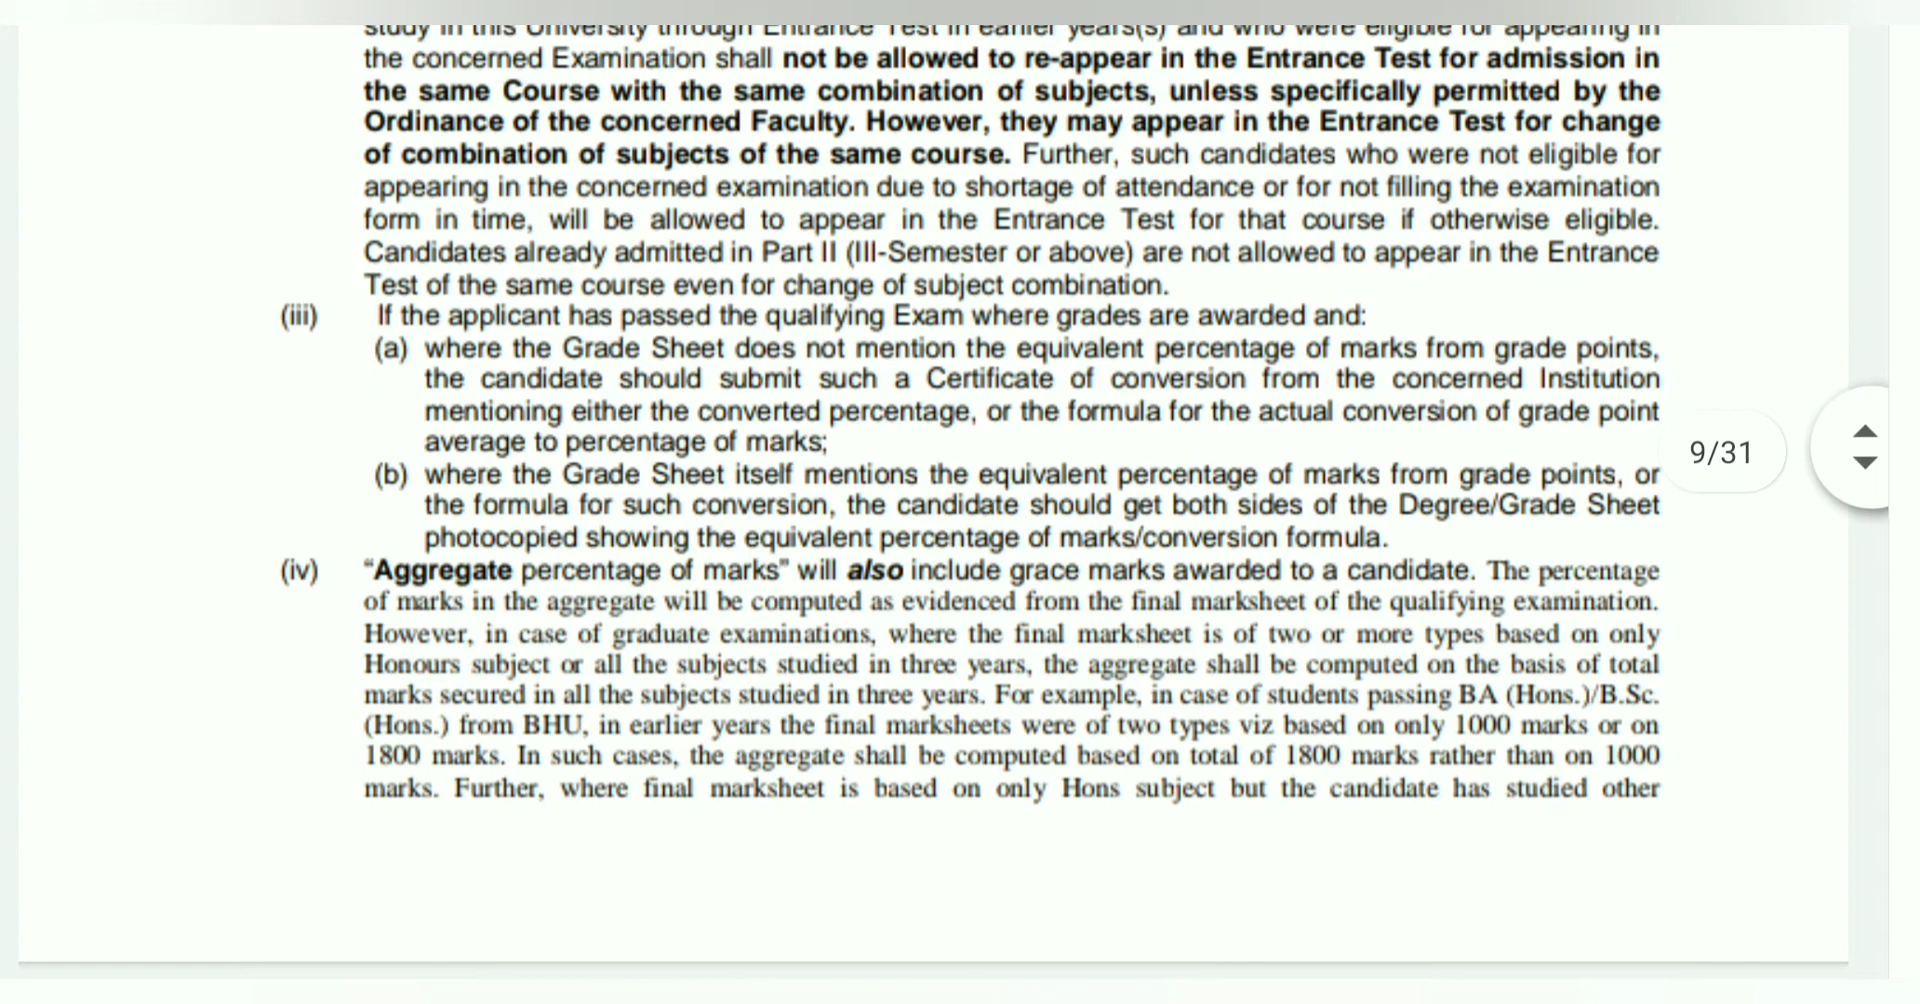 study in this University through Entrance Test in earlier years(s) and who were eligible for appearing in
the concerned Examination shall not be allowed to re-appear in the Entrance Test for admission in
the same Course with the same combination of subjects, unless specifically permitted by the
Ordinance of the concerned Faculty. However, they may appear in the Entrance Test for change
of combination of subjects of the same course. Further, such candidates who were not eligible for
appearing in the concerned examination due to shortage of attendance or for not filling the examination
form in time, will be allowed to appear in the Entrance Test for that course if otherwise eligible.
Candidates already admitted in Part II (III-Semester or above) are not allowed to appear in the Entrance
Test of the same course even for change of subject combination.
(iii) If the applicant has passed the qualifying Exam where grades are awarded and:
(a) where the Grade Sheet does not mention the equivalent percentage of marks from grade points,
the candidate should submit such a Certificate of conversion from the concerned Institution
mentioning either the converted percentage, or the formula for the actual conversion of grade point
average to percentage of marks;
(b) where the Grade Sheet itself mentions the equivalent percentage of marks from grade points, or
the formula for such conversion, the candidate should get both sides of the Degree/Grade Sheet
photocopied showing the equivalent percentage of marks/conversion formula.
(iv) “Aggregate percentage of marks” will also include grace marks awarded to a candidate. The percentage
of marks in the aggregate will be computed as evidenced from the final marksheet of the qualifying examination.
However, in case of graduate examinations, where the final marksheet is of two or more types based on only
Honours subject or all the subjects studied in three years, the aggregate shall be computed on the basis of total
marks secured in all the subjects studied in three years. For example, in case of students passing BA (Hons.)/B.Sc.
(Hons.) from BHU, in earlier years the final marksheets were of two types viz based on only 1000 marks or on
1800 marks. In such cases, the aggregate shall be computed based on total of 1800 marks rather than on 1000
marks. Further, where final marksheet is based on only Hons subject but the candidate has studied other
9/31